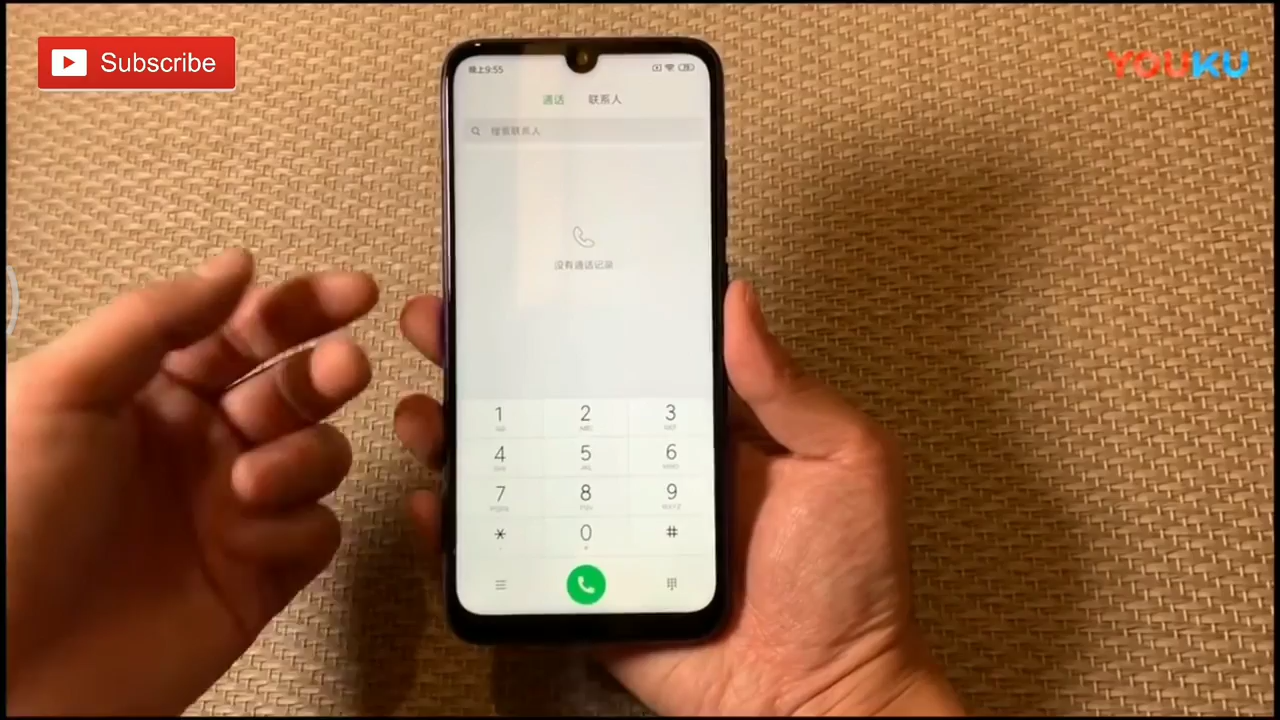 Subscribe
YOUKU
晚上9:55
通话 联系人
搜索联系人
没有通话记录
1 2 3
ABC DEF
4 5 6
GHI JKL MNO
7 8 9
PQRS TUV WXYZ
* 0 #
+